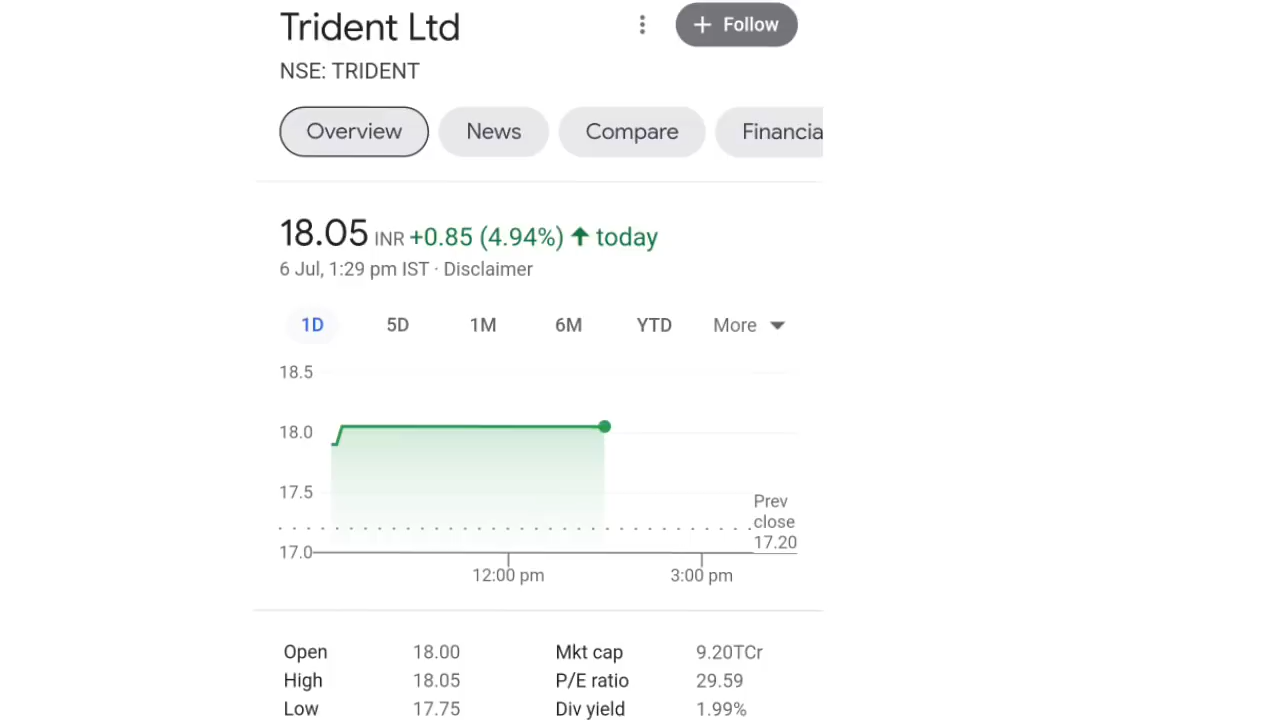 Trident Ltd
+ Follow
NSE: TRIDENT
Overview News Compare Financia
18.05 INR +0.85 (4.94%) ↑ today
6 Jul, 1:29 pm IST · Disclaimer
1D 5D 1M 6M YTD More
18.5
18.0
17.5
Prev
close
17.20
17.0
12:00 pm 3:00 pm
Open 18.00 Mkt cap 9.20TCr
High 18.05 P/E ratio 29.59
Low 17.75 Div yield 1.99%